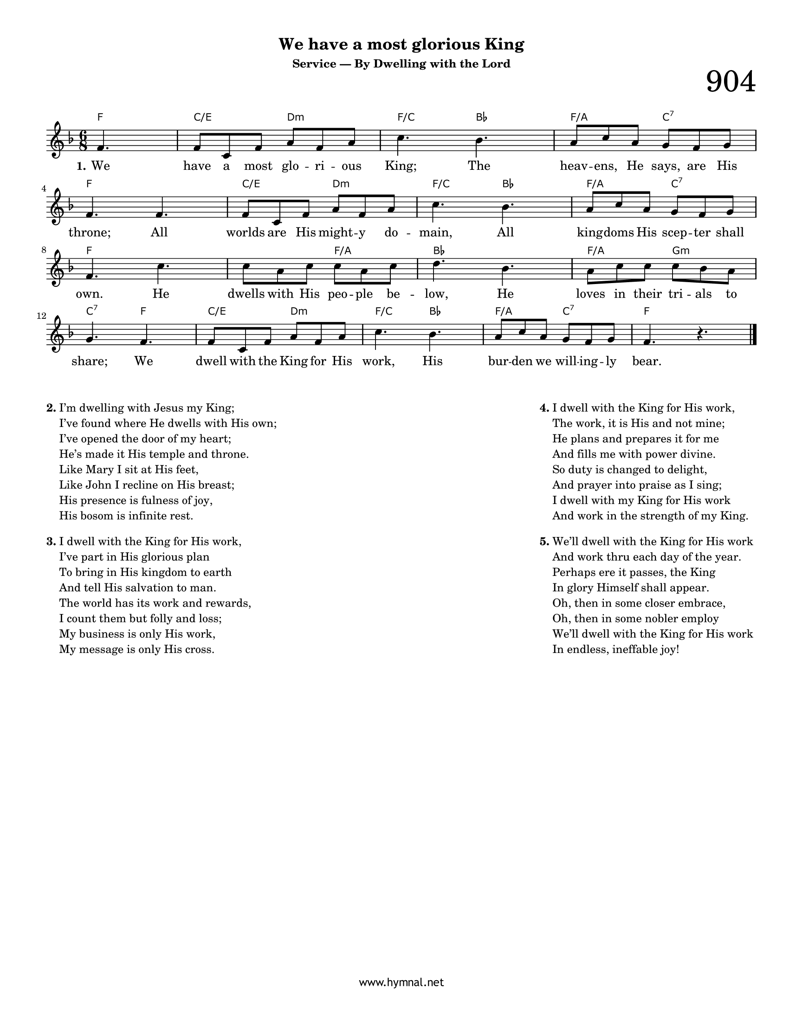 We have a most glorious King
Service — By Dwelling with the Lord
904
F C/E Dm F/C B♭ F/A C7
1. We have a most glo - ri - ous King; The heav-ens, He says, are His
4
F C/E Dm F/C B♭ F/A C7
throne; All worlds are His might-y do - main, All kingdoms His scep-ter shall
8
F F/A B♭ F/A Gm
own. He dwells with His peo-ple be - low, He loves in their tri-als to
12
C7 F C/E Dm F/C B♭ F/A C7 F
share; We dwell with the King for His work, His bur-den we will-ing-ly bear.
2. I'm dwelling with Jesus my King;
I've found where He dwells with His own;
I've opened the door of my heart;
He's made it His temple and throne.
Like Mary I sit at His feet,
Like John I recline on His breast;
His presence is fulness of joy,
His bosom is infinite rest.
3. I dwell with the King for His work,
I've part in His glorious plan
To bring in His kingdom to earth
And tell His salvation to man.
The world has its work and rewards,
I count them but folly and loss;
My business is only His work,
My message is only His cross.
4. I dwell with the King for His work,
The work, it is His and not mine;
He plans and prepares it for me
And fills me with power divine.
So duty is changed to delight,
And prayer into praise as I sing;
I dwell with my King for His work
And work in the strength of my King.
5. We'll dwell with the King for His work
And work thru each day of the year.
Perhaps ere it passes, the King
In glory Himself shall appear.
Oh, then in some closer embrace,
Oh, then in some nobler employ
We'll dwell with the King for His work
In endless, ineffable joy!
www.hymnal.net